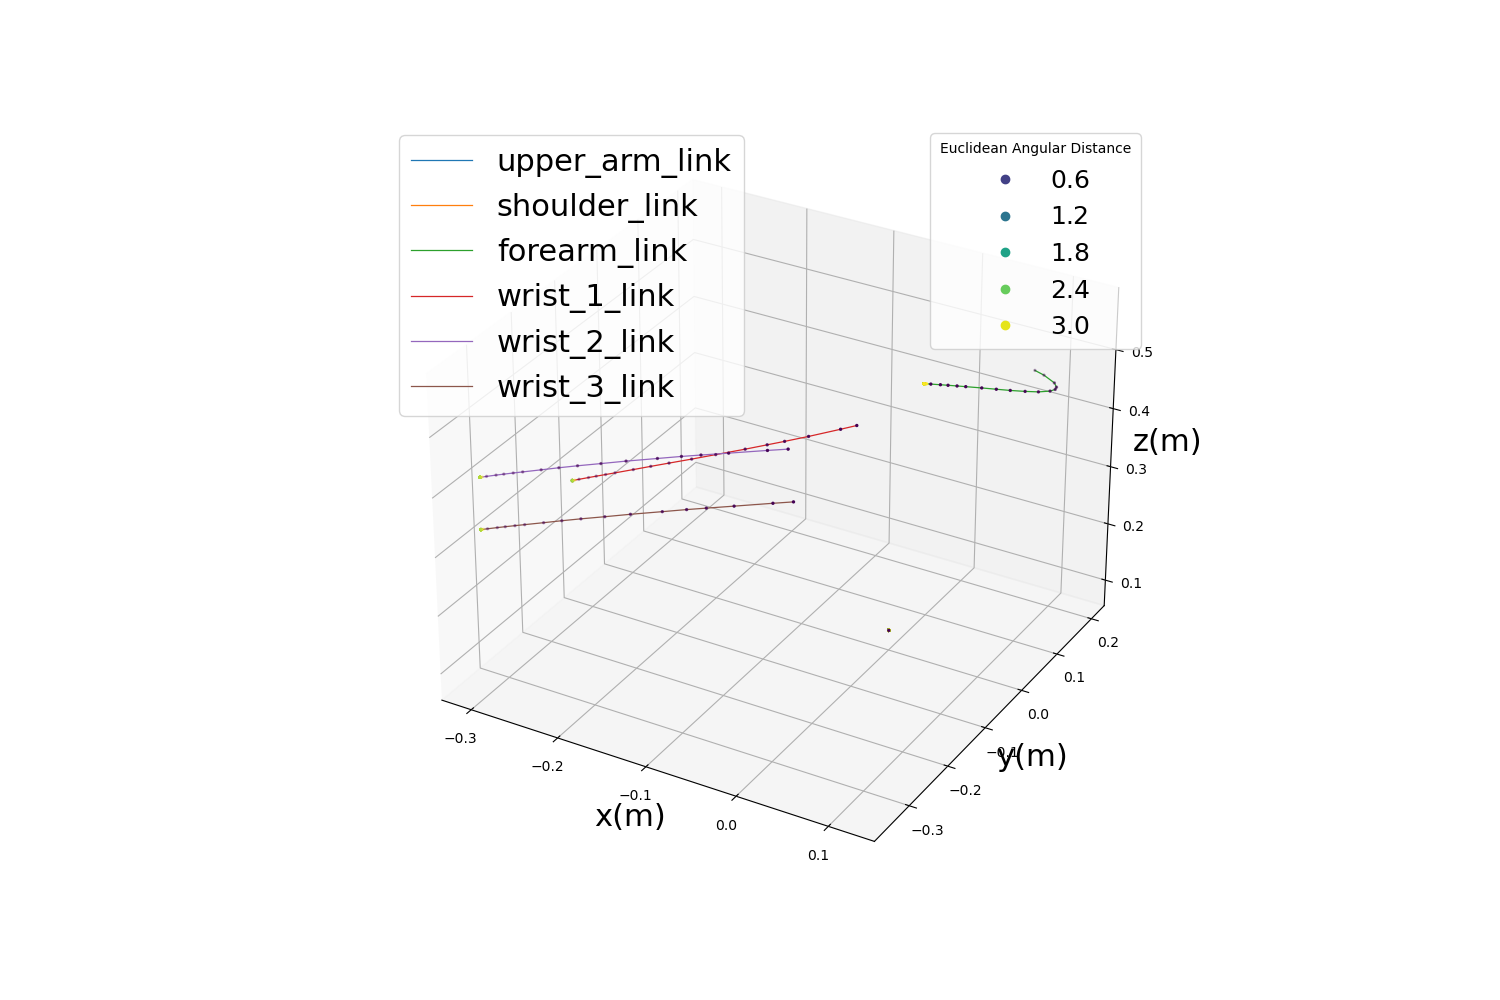 upper_arm_link
shoulder_link
forearm_link
wrist_1_link
wrist_2_link
wrist_3_link
Euclidean Angular Distance
0.6
1.2
1.8
2.4
3.0
0.5
0.4
z(m)
0.3
0.2
0.1
0.2
0.1
0.0
−0.1
y(m)
−0.2
−0.3
−0.3
−0.2
−0.1
x(m)
0.0
0.1